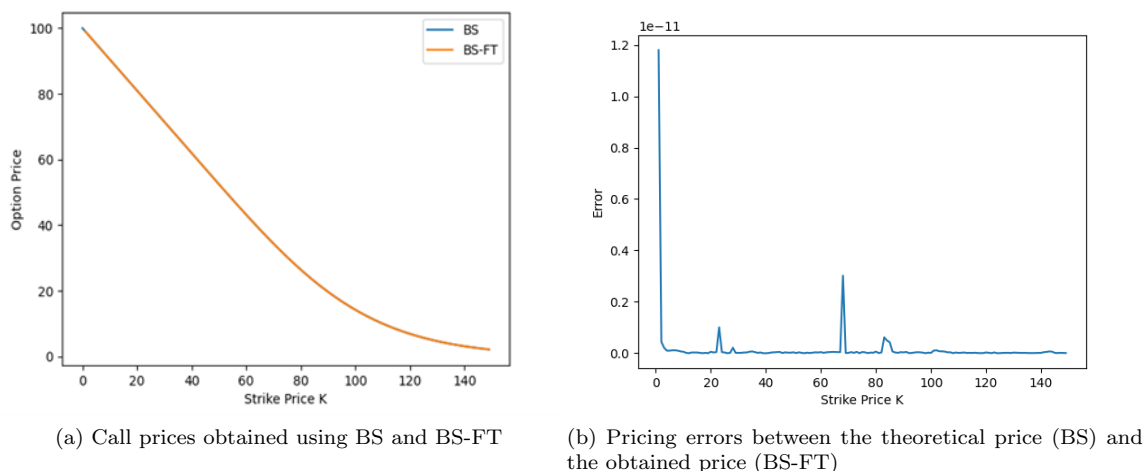 100
80
60
40
20
0
Option Price
BS
BS-FT
0 20 40 60 80 100 120 140
Strike Price K
(a) Call prices obtained using BS and BS-FT
1e−11
1.2
1.0
0.8
0.6
0.4
0.2
0.0
Error
0 20 40 60 80 100 120 140
Strike Price K
(b) Pricing errors between the theoretical price (BS) and
the obtained price (BS-FT)